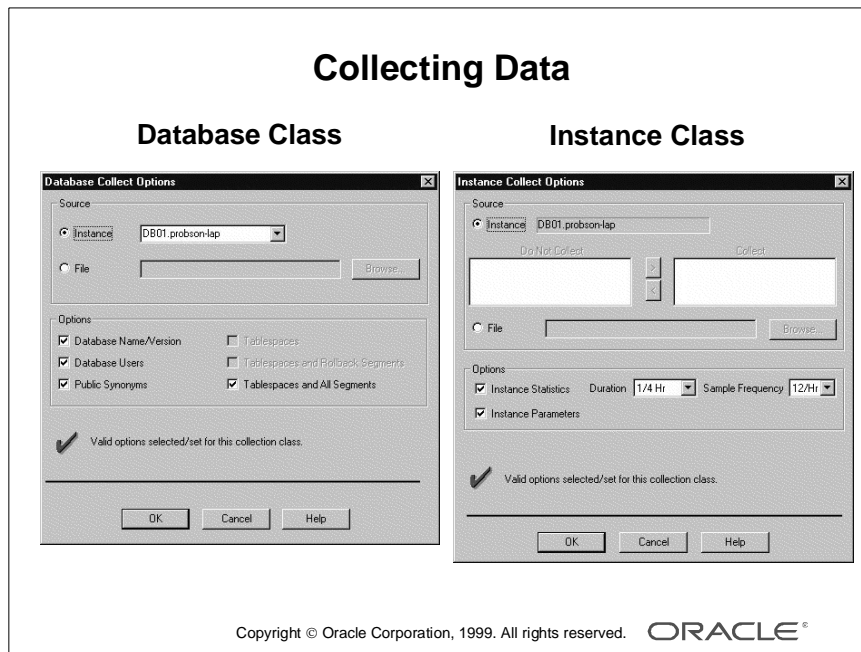 Collecting Data
Database Class
Instance Class
Database Collect Options
Source
Instance
DB01.probson-lap
File
Browse...
Options
Database Name/Version
Tablespaces
Database Users
Tablespaces and Rollback Segments
Public Synonyms
Tablespaces and All Segments
Valid options selected/set for this collection class.
OK
Cancel
Help
Instance Collect Options
Source
Instance
DB01.probson-lap
Do Not Collect
Collect
>
<
File
Browse...
Options
Instance Statistics
Duration
1/4 Hr
Sample Frequency
12/Hr
Instance Parameters
Valid options selected/set for this collection class.
OK
Cancel
Help
Copyright © Oracle Corporation, 1999. All rights reserved.
ORACLE®